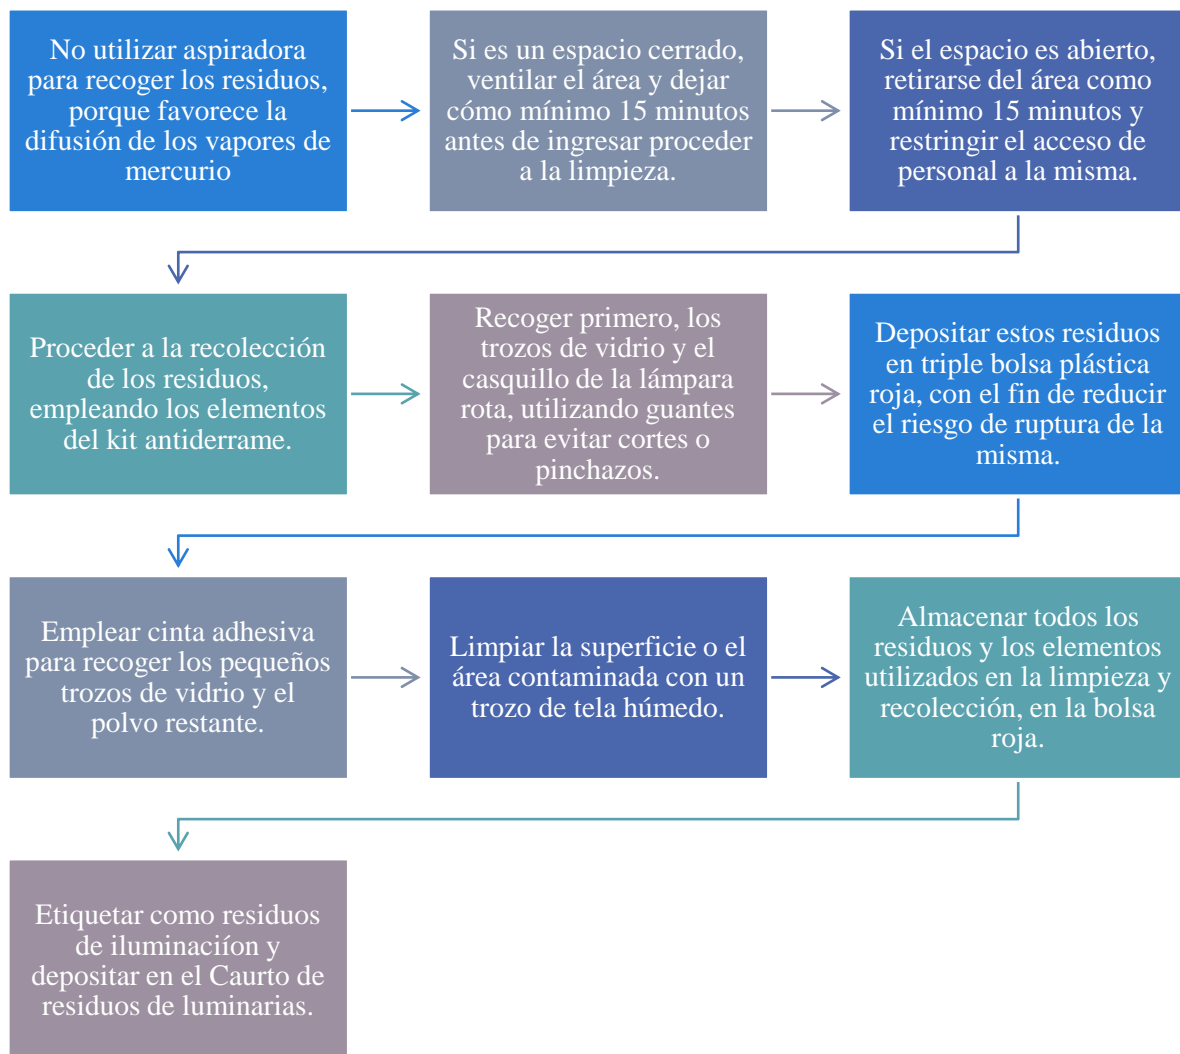 No utilizar aspiradora
para recoger los residuos,
porque favorece la
difusión de los vapores de
mercurio
Si es un espacio cerrado,
ventilar el área y dejar
cómo mínimo 15 minutos
antes de ingresar proceder
a la limpieza.
Si el espacio es abierto,
retirarse del área como
mínimo 15 minutos y
restringir el acceso de
personal a la misma.
Proceder a la recolección
de los residuos,
empleando los elementos
del kit antiderrame.
Recoger primero, los
trozos de vidrio y el
casquillo de la lámpara
rota, utilizando guantes
para evitar cortes o
pinchazos.
Depositar estos residuos
en triple bolsa plástica
roja, con el fin de reducir
el riesgo de ruptura de la
misma.
Emplear cinta adhesiva
para recoger los pequeños
trozos de vidrio y el
polvo restante.
Limpiar la superficie o el
área contaminada con un
trozo de tela húmedo.
Almacenar todos los
residuos y los elementos
utilizados en la limpieza y
recolección, en la bolsa
roja.
Etiquetar como residuos
de iluminaciíon y
depositar en el Caurto de
residuos de luminarias.